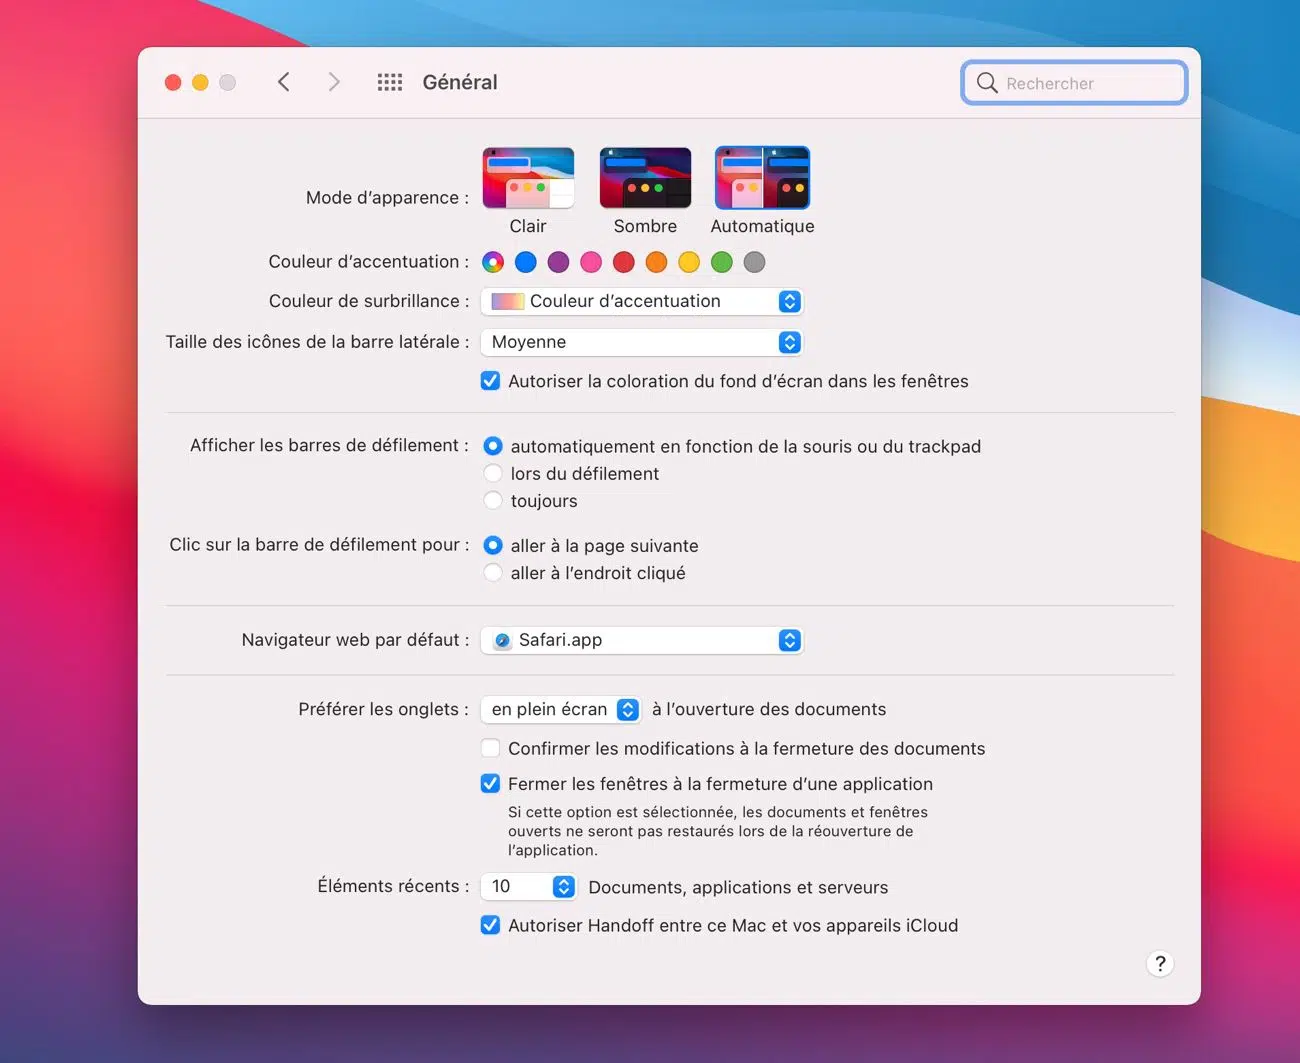 Général
Rechercher
Mode d’apparence :
Clair
Sombre
Automatique
Couleur d’accentuation :
Couleur de surbrillance :
Couleur d’accentuation
Taille des icônes de la barre latérale :
Moyenne
Autoriser la coloration du fond d’écran dans les fenêtres
Afficher les barres de défilement :
automatiquement en fonction de la souris ou du trackpad
lors du défilement
toujours
Clic sur la barre de défilement pour :
aller à la page suivante
aller à l’endroit cliqué
Navigateur web par défaut :
Safari.app
Préférer les onglets :
en plein écran
à l’ouverture des documents
Confirmer les modifications à la fermeture des documents
Fermer les fenêtres à la fermeture d’une application
Si cette option est sélectionnée, les documents et fenêtres
ouverts ne seront pas restaurés lors de la réouverture de
l’application.
Éléments récents :
10
Documents, applications et serveurs
Autoriser Handoff entre ce Mac et vos appareils iCloud
?